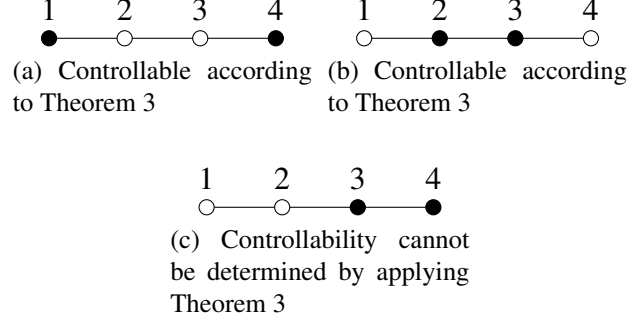 1 2 3 4
(a) Controllable according
to Theorem 3
1 2 3 4
(b) Controllable according
to Theorem 3
1 2 3 4
(c) Controllability cannot
be determined by applying
Theorem 3